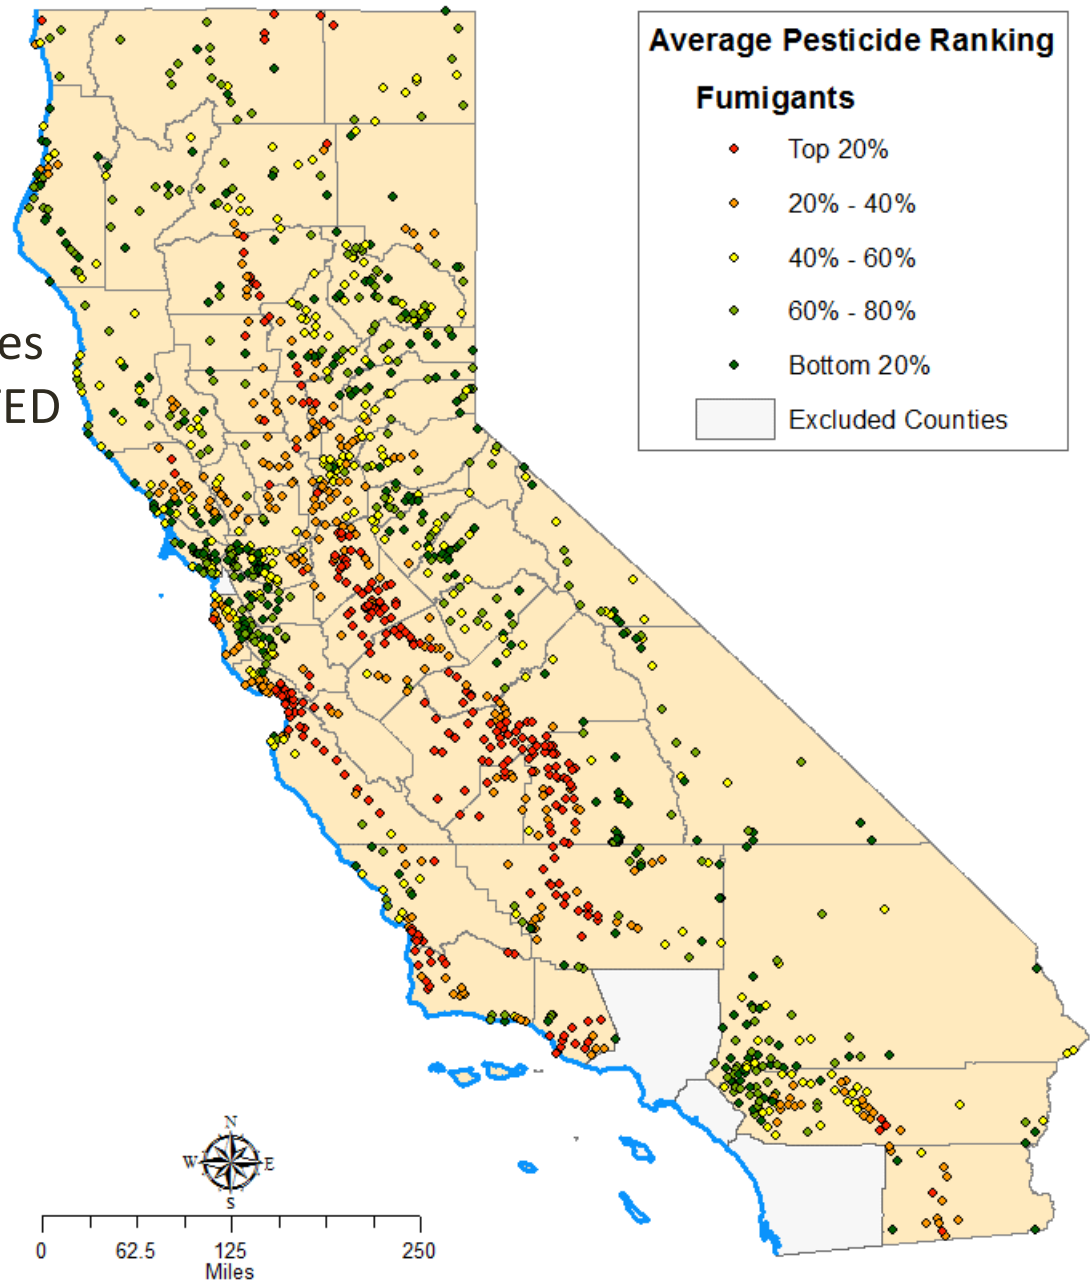 Average Pesticide Ranking
Fumigants
Top 20%
20% - 40%
40% - 60%
60% - 80%
Bottom 20%
Excluded Counties
es
TED
N
W E
S
0 62.5 125 250
Miles